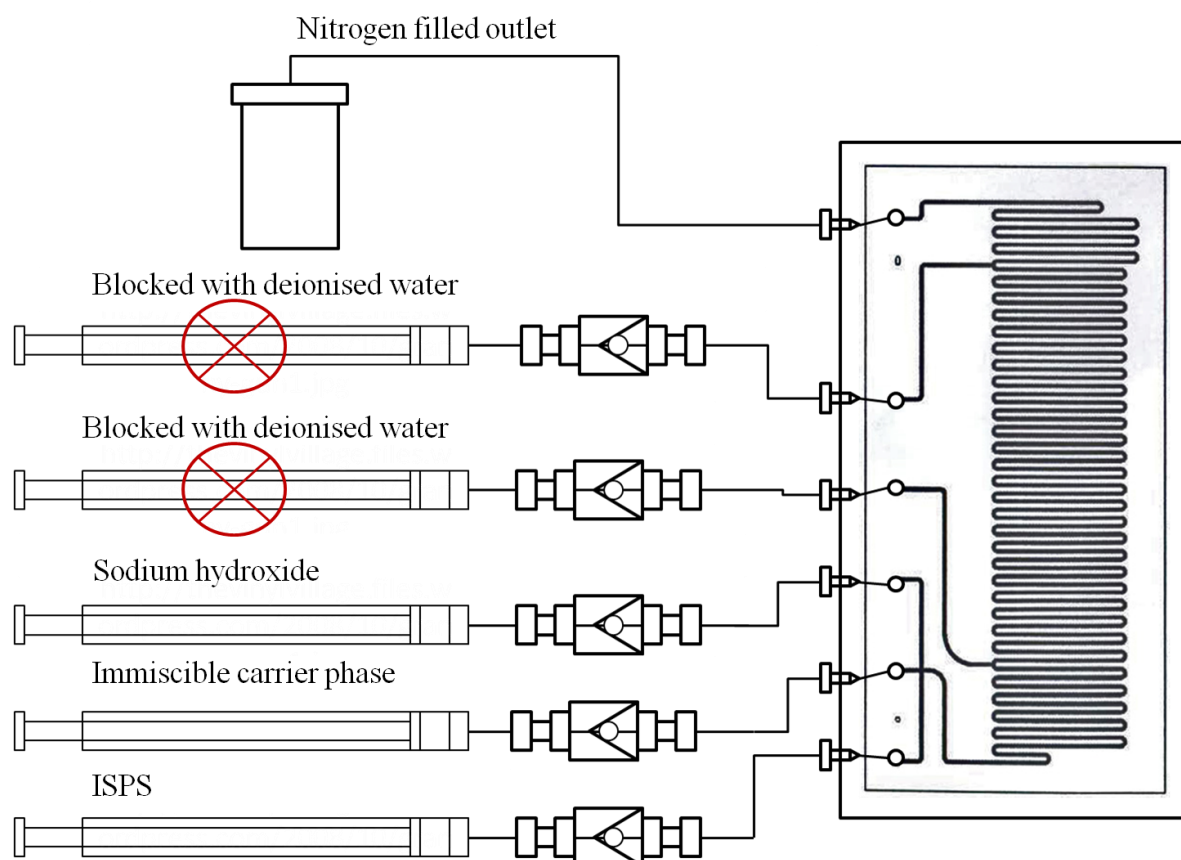 Nitrogen filled outlet
Blocked with deionised water
Blocked with deionised water
Sodium hydroxide
Immiscible carrier phase
ISPS